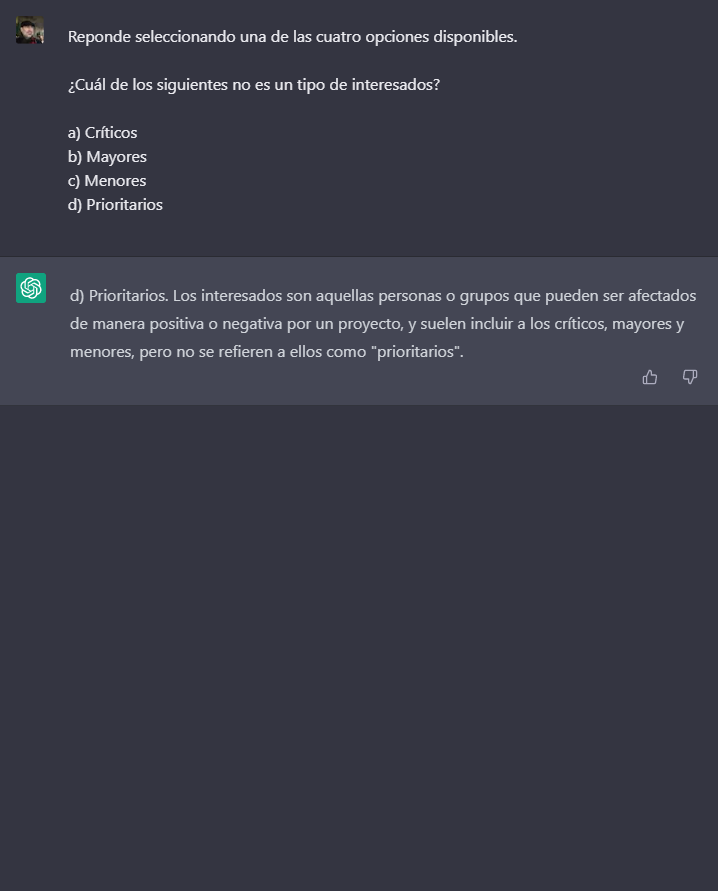 Reponde seleccionando una de las cuatro opciones disponibles.
¿Cuál de los siguientes no es un tipo de interesados?
a) Críticos
b) Mayores
c) Menores
d) Prioritarios
d) Prioritarios. Los interesados son aquellas personas o grupos que pueden ser afectados
de manera positiva o negativa por un proyecto, y suelen incluir a los críticos, mayores y
menores, pero no se refieren a ellos como "prioritarios".